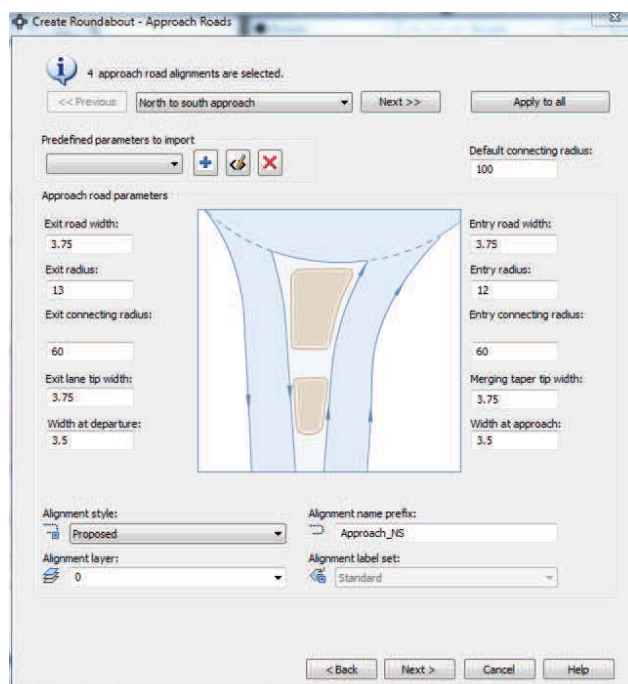 Create Roundabout - Approach Roads
4 approach road alignments are selected.
<< Previous
North to south approach
Next >>
Apply to all
Predefined parameters to import
Default connecting radius:
100
Approach road parameters
Exit road width:
3.75
Entry road width:
3.75
Exit radius:
13
Entry radius:
12
Exit connecting radius:
60
Entry connecting radius:
60
Exit lane tip width:
3.75
Merging taper tip width:
3.75
Width at departure:
3.5
Width at approach:
3.5
Alignment style:
Proposed
Alignment name prefix:
Approach_NS
Alignment layer:
0
Alignment label set:
Standard
< Back
Next >
Cancel
Help